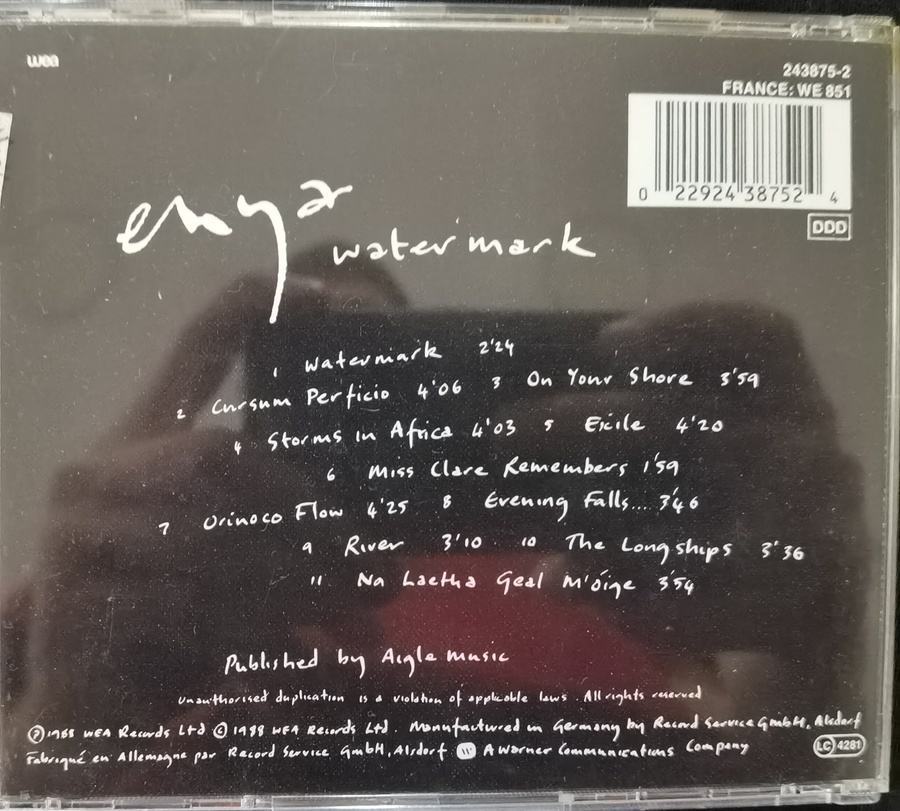 wea
243875-2
FRANCE: WE 851
0 22924 38752 4
DDD
enya
watermark
1 Watermark 2'24
2 Cursum Perficio 4'06 3 On Your Shore 3'59
4 Storms in Africa 4'03 5 Exile 4'20
6 Miss Clare Remembers 1'59
7 Orinoco Flow 4'25 8 Evening Falls... 3'46
9 River 3'10 10 The Longships 3'36
11 Na Laetha Geal M'óige 3'54
Published by Aigle Music
Unauthorised duplication is a violation of applicable laws. All rights reserved
℗ 1988 WEA Records Ltd © 1988 WEA Records Ltd. Manufactured in Germany by Record Service GmbH, Alsdorf
Fabriqué en Allemagne par Record Service GmbH, Alsdorf A Warner Communications Company
LC 4281